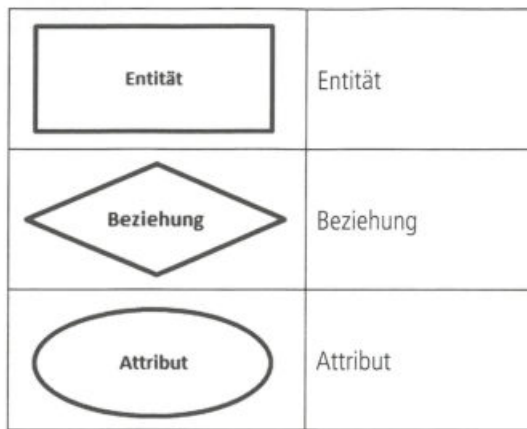 Entität
Entität
Beziehung
Beziehung
Attribut
Attribut